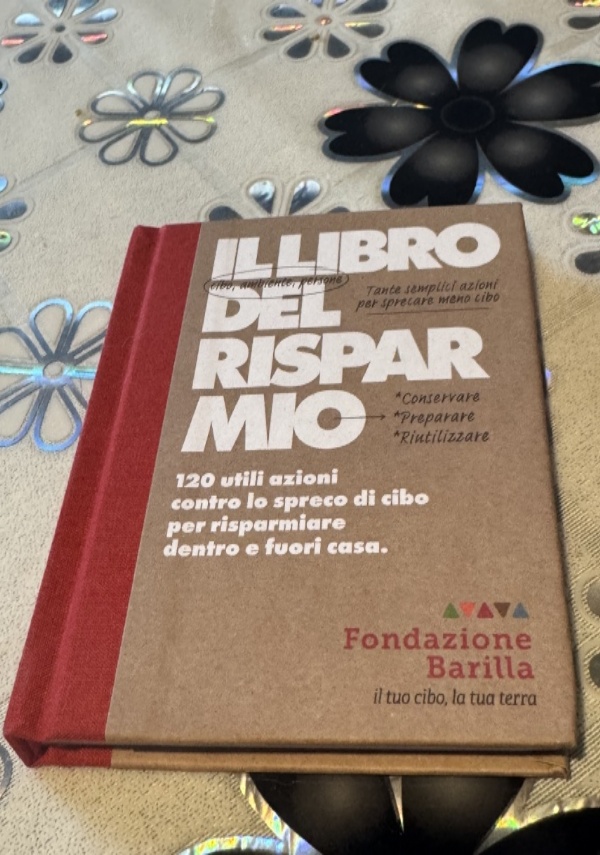 IL LIBRO
cibo, ambiente, persone
DEL
Tante semplici azioni
per sprecare meno cibo
RISPAR
MIO
*Conservare
*Preparare
*Riutilizzare
120 utili azioni
contro lo spreco di cibo
per risparmiare
dentro e fuori casa.
Fondazione
Barilla
il tuo cibo, la tua terra